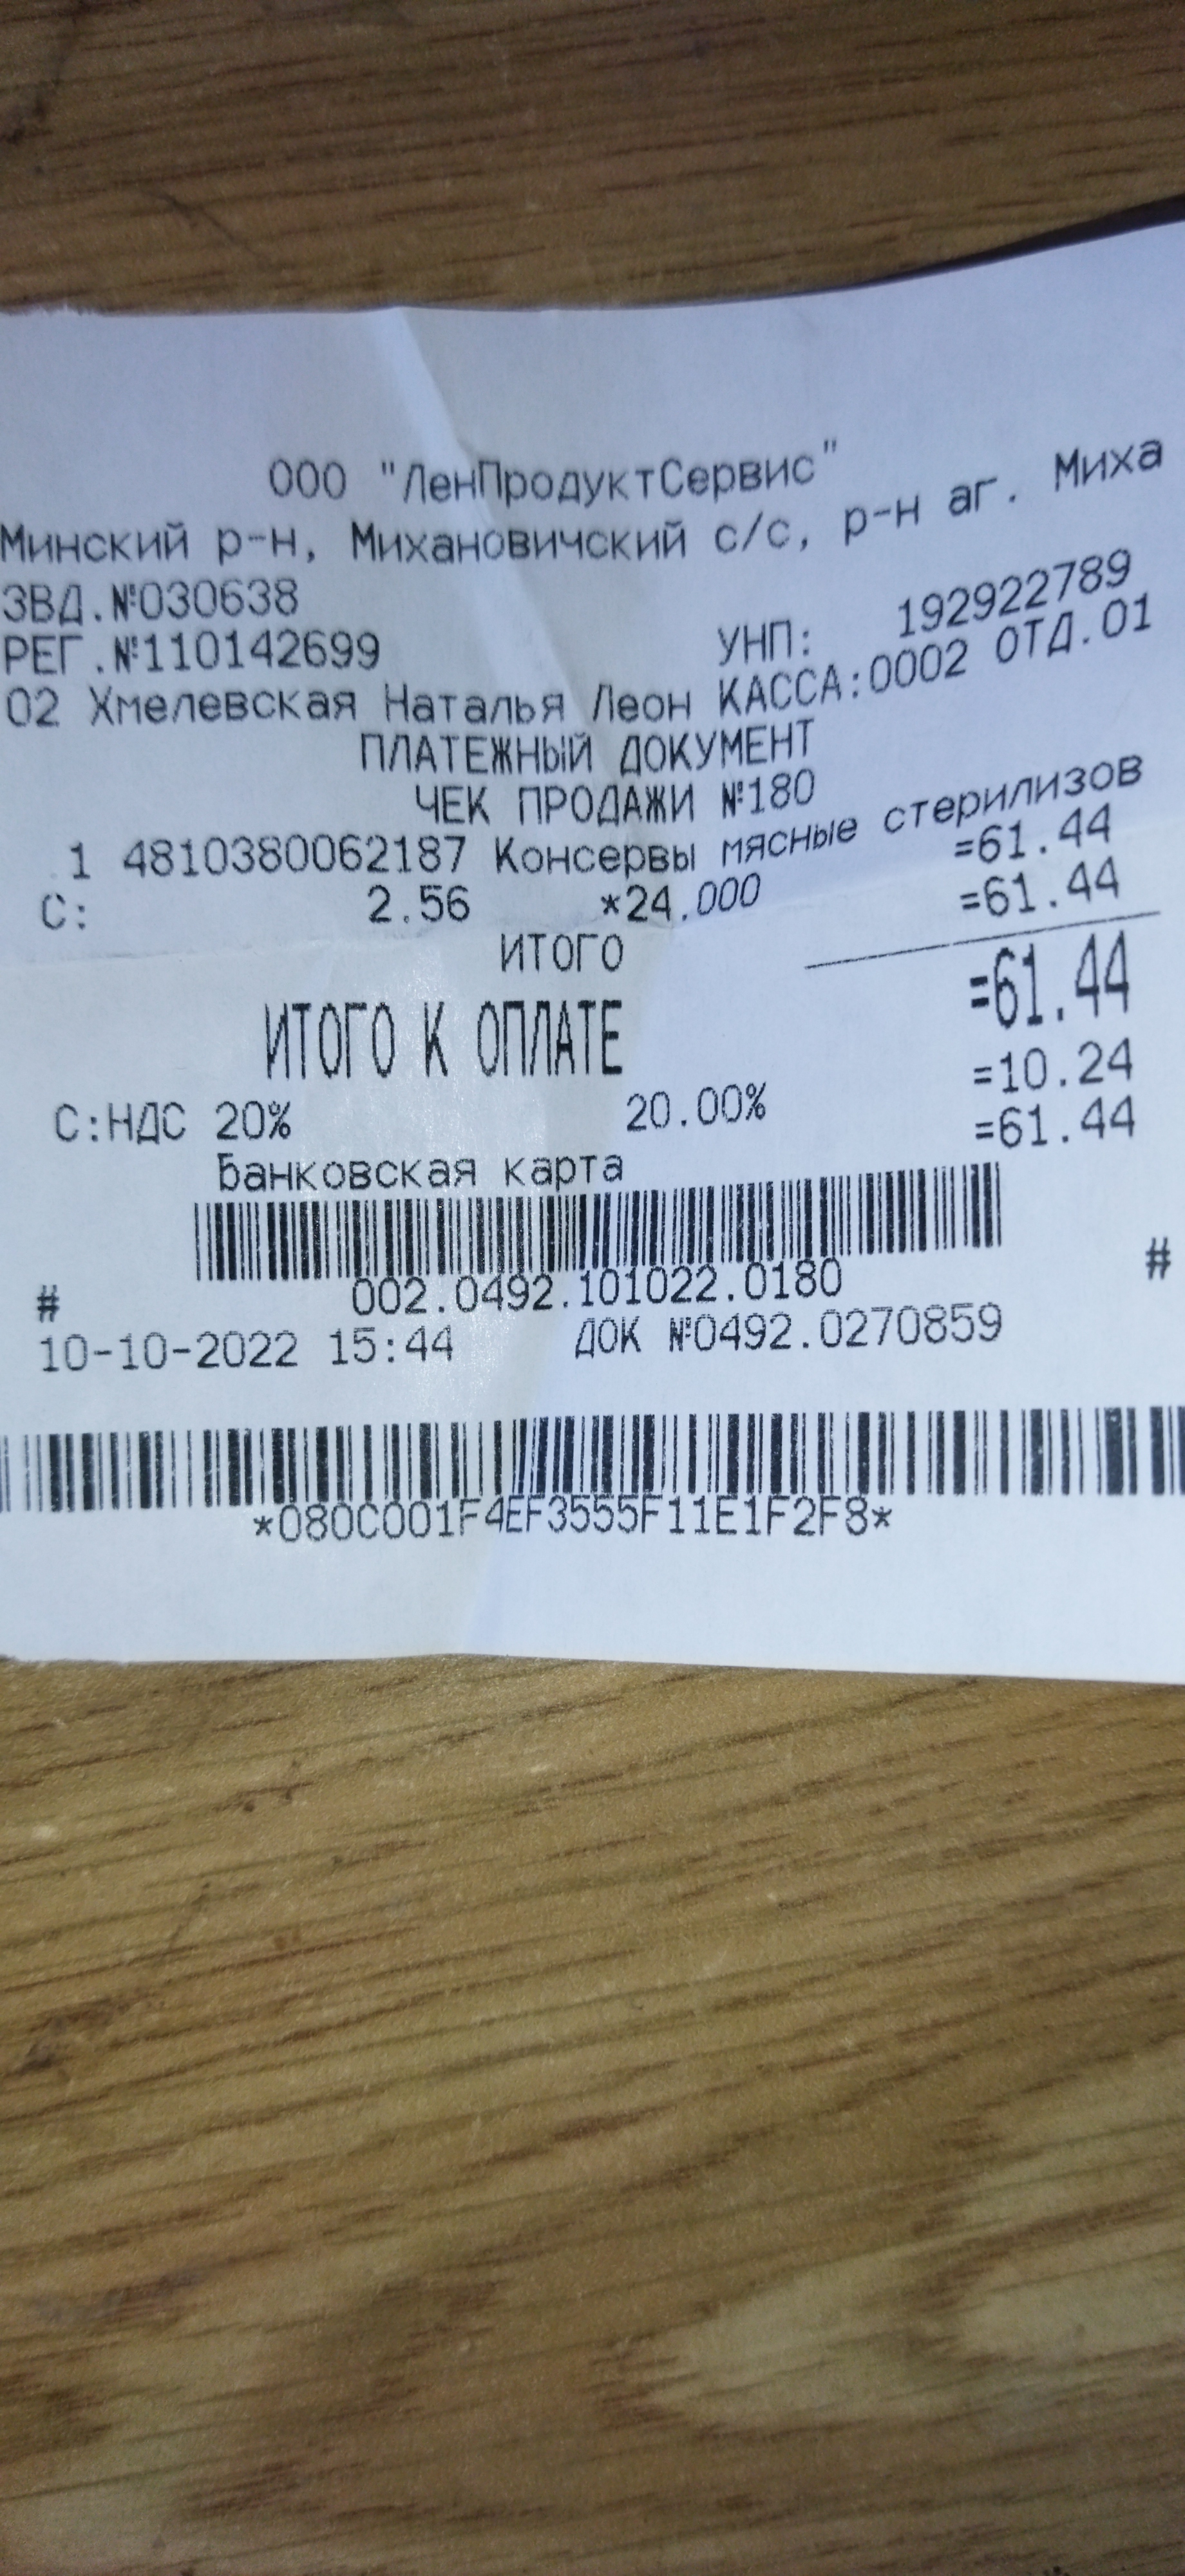 ООО "ЛенПродуктСервис"
Минский р-н, Михановичский с/с, р-н аг. Миха
ЗВД.№030638
РЕГ.№110142699 УНП: 192922789
02 Хмелевская Наталья Леон КАССА:0002 ОТД.01
ПЛАТЕЖНЫЙ ДОКУМЕНТ
ЧЕК ПРОДАЖИ №180
1 4810380062187 Консервы мясные стерилизов
С: 2.56 *24.000 =61.44
ИТОГО =61.44
ИТОГО К ОПЛАТЕ =61.44
С:НДС 20% 20.00% =10.24
Банковская карта =61.44
002.0492.101022.0180
# #
10-10-2022 15:44 ДОК №0492.0270859
*080C001F4EF3555F11E1F2F8*